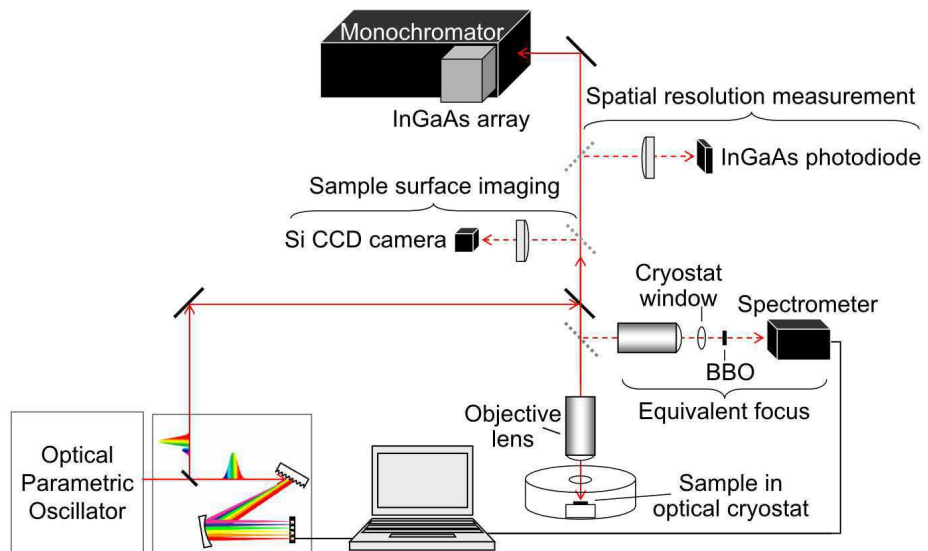 Monochromator
InGaAs array
Spatial resolution measurement
InGaAs photodiode
Sample surface imaging
Si CCD camera
Cryostat
window
Spectrometer
BBO
Equivalent focus
Objective
lens
Optical
Parametric
Oscillator
Sample in
optical cryostat